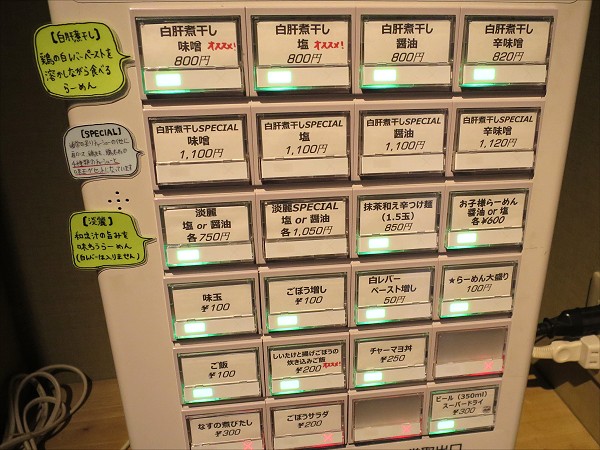 【白肝煮干し】
鶏の白レバーペーストを
溶かしながら食べる
らーめん
白肝煮干し
味噌 オススメ!
800円
白肝煮干し
塩 オススメ!
800円
白肝煮干し
醤油
800円
白肝煮干し
辛味噌
820円
【SPECIAL】
白肝煮干しSPECIAL
味噌
1,100円
白肝煮干しSPECIAL
塩
1,100円
白肝煮干しSPECIAL
醤油
1,100円
白肝煮干しSPECIAL
辛味噌
1,120円
【淡麗】
和出汁の旨みを
味わうらーめん
(白レバーは入りません)
淡麗
塩 or 醤油
各750円
淡麗SPECIAL
塩 or 醤油
各1,050円
抹茶和え辛つけ麺
(1.5玉)
850円
お子様らーめん
醤油 or 塩
各¥600
味玉
¥100
ごぼう増し
¥100
白レバー
ペースト増し
50円
★らーめん大盛り
100円
ご飯
¥100
しいたけと揚げごぼうの
炊き込みご飯
¥200 オススメ!
チャーマヨ丼
¥250
なすの煮びたし
¥300
ごぼうサラダ
¥200
ビール (350ml)
スーパードライ
¥300